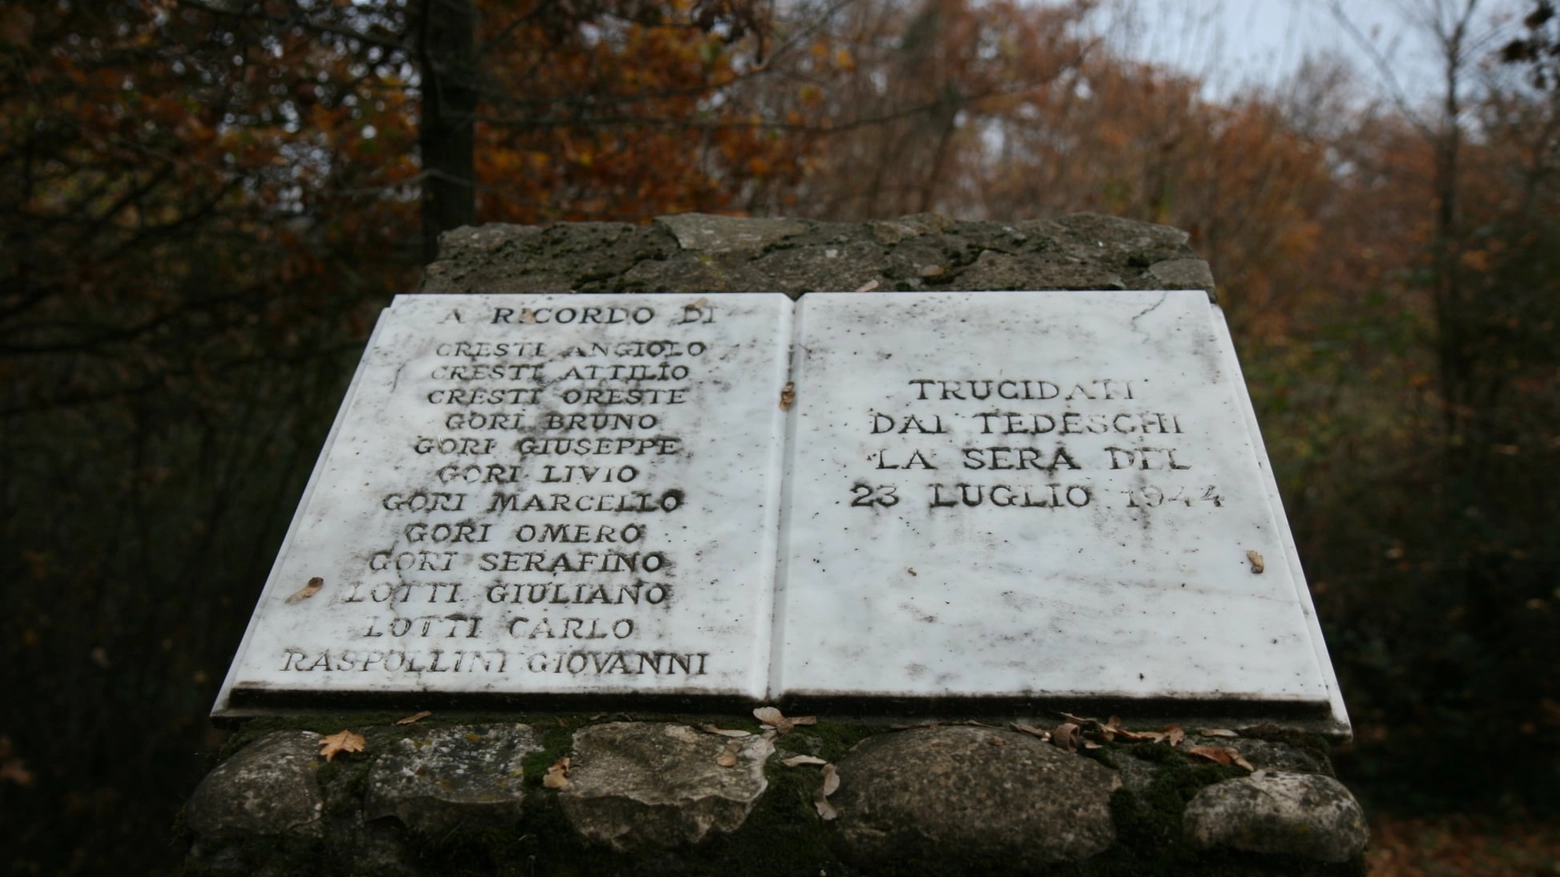 A RICORDO DI
CRESTI ANGIOLO
CRESTI ATTILIO
CRESTI ORESTE
GORI BRUNO
GORI GIUSEPPE
GORI LIVIO
GORI MARCELLO
GORI OMERO
GORI SERAFINO
LOTTI GIULIANO
LOTTI CARLO
RASPOLLINI GIOVANNI
TRUCIDATI
DAI TEDESCHI
LA SERA DEL
23 LUGLIO 1944